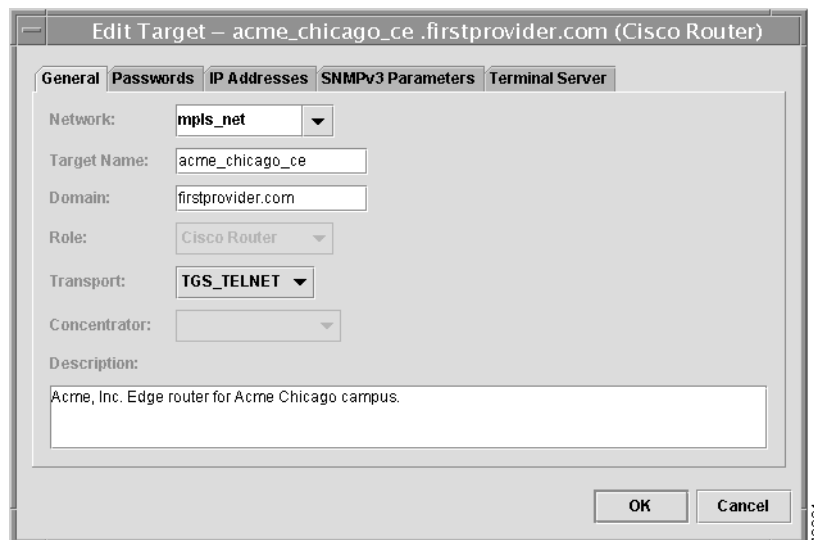 Edit Target – acme_chicago_ce .firstprovider.com (Cisco Router)
General Passwords IP Addresses SNMPv3 Parameters Terminal Server
Network: mpls_net
Target Name: acme_chicago_ce
Domain: firstprovider.com
Role: Cisco Router
Transport: TGS_TELNET
Concentrator:
Description:
Acme, Inc. Edge router for Acme Chicago campus.
OK Cancel